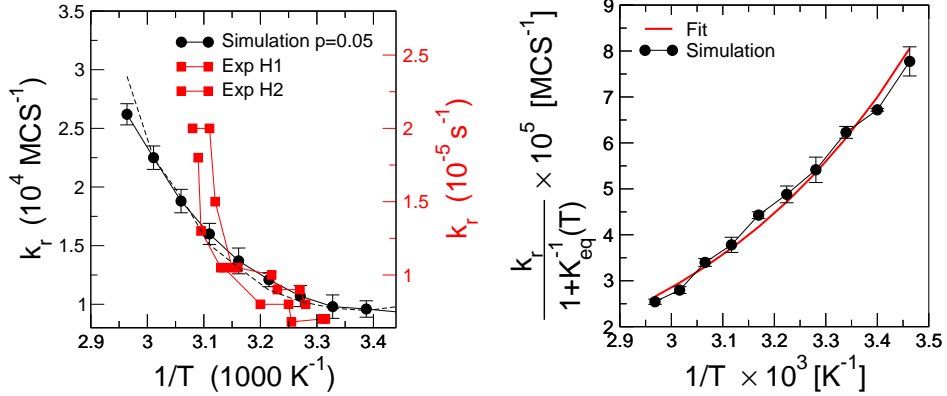 Simulation p=0.05
Exp H1
Exp H2
k_r (10^4 MCS^-1)
3.5
3
2.5
2
1.5
1
2.9 3 3.1 3.2 3.3 3.4
1/T (1000 K^-1)
2.5
2
1.5
1
0.5
0
k_r (10^-5 s^-1)
Fit
Simulation
k_r / 1+K_eq^-1(T) × 10^5 [MCS^-1]
9
8
7
6
5
4
3
2
2.9 3 3.1 3.2 3.3 3.4 3.5
1/T × 10^3 [K^-1]